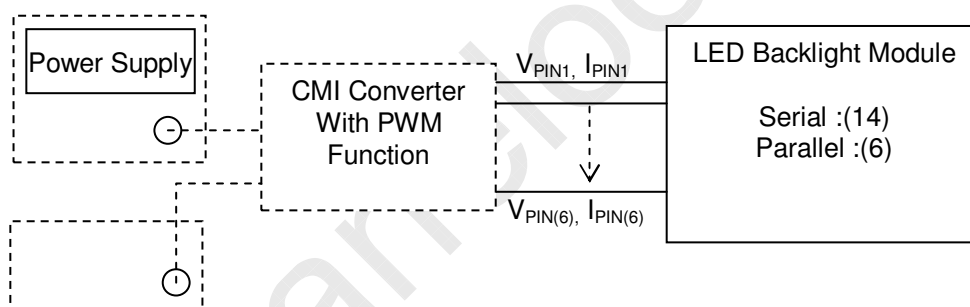 Power Supply
CMI Converter
With PWM
Function
VPIN1, IPIN1
VPIN(6), IPIN(6)
LED Backlight Module
Serial :(14)
Parallel :(6)